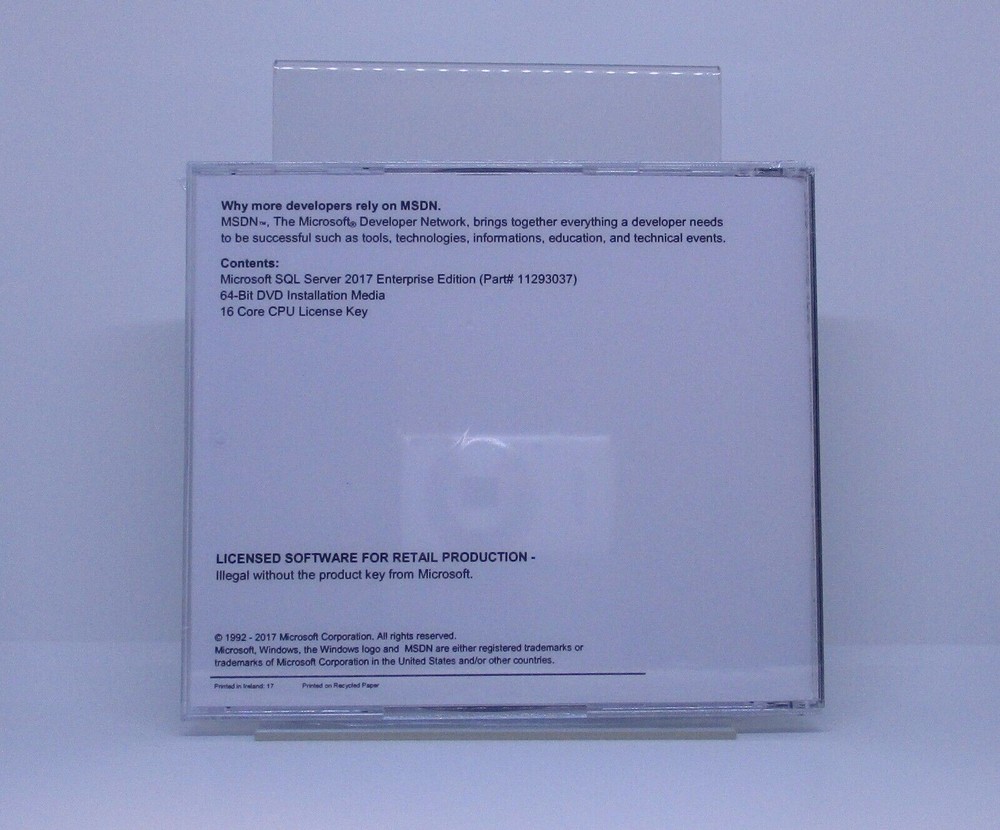 Why more developers rely on MSDN.
MSDN™, The Microsoft® Developer Network, brings together everything a developer needs
to be successful such as tools, technologies, informations, education, and technical events.
Contents:
Microsoft SQL Server 2017 Enterprise Edition (Part# 11293037)
64-Bit DVD Installation Media
16 Core CPU License Key
LICENSED SOFTWARE FOR RETAIL PRODUCTION -
Illegal without the product key from Microsoft.
© 1992 - 2017 Microsoft Corporation. All rights reserved.
Microsoft, Windows, the Windows logo and MSDN are either registered trademarks or
trademarks of Microsoft Corporation in the United States and/or other countries.
Printed in Ireland: 17 Printed on Recycled Paper